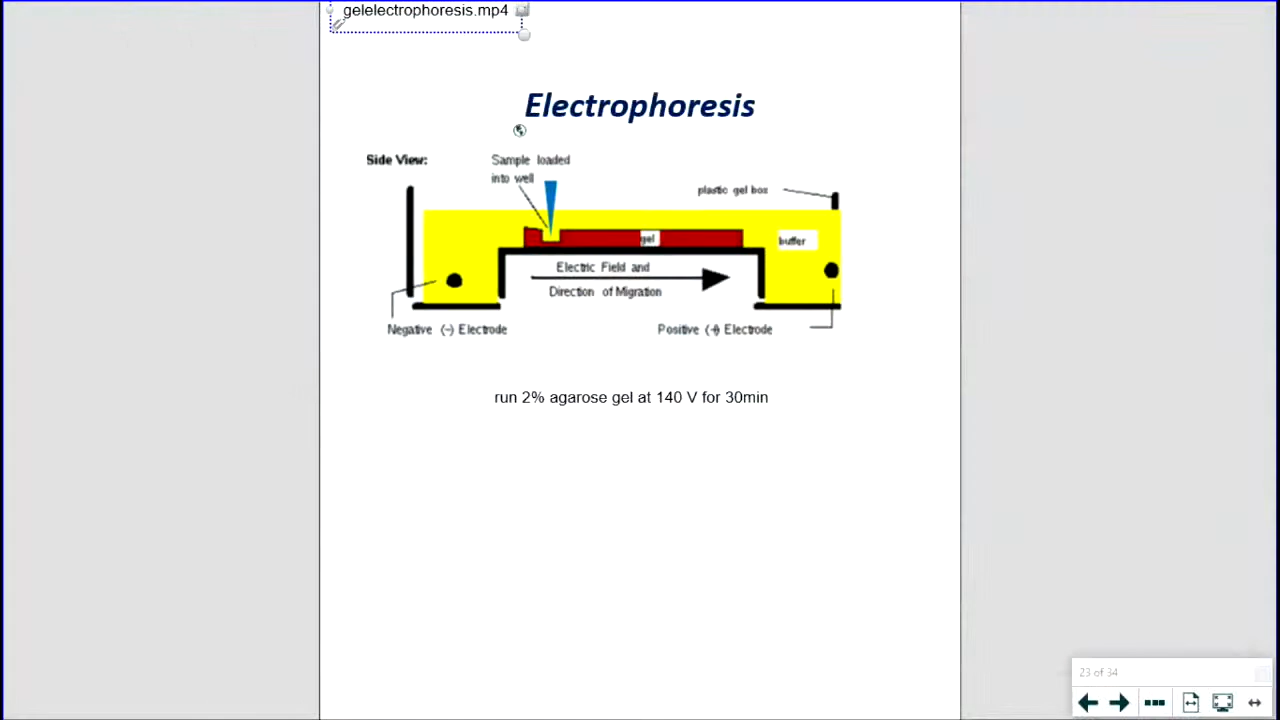 gelelectrophoresis.mp4
Electrophoresis
Side View:
Sample loaded
into well
plastic gel box
gel
buffer
Electric Field and
Direction of Migration
Negative (-) Electrode
Positive (+) Electrode
run 2% agarose gel at 140 V for 30min
23 of 34